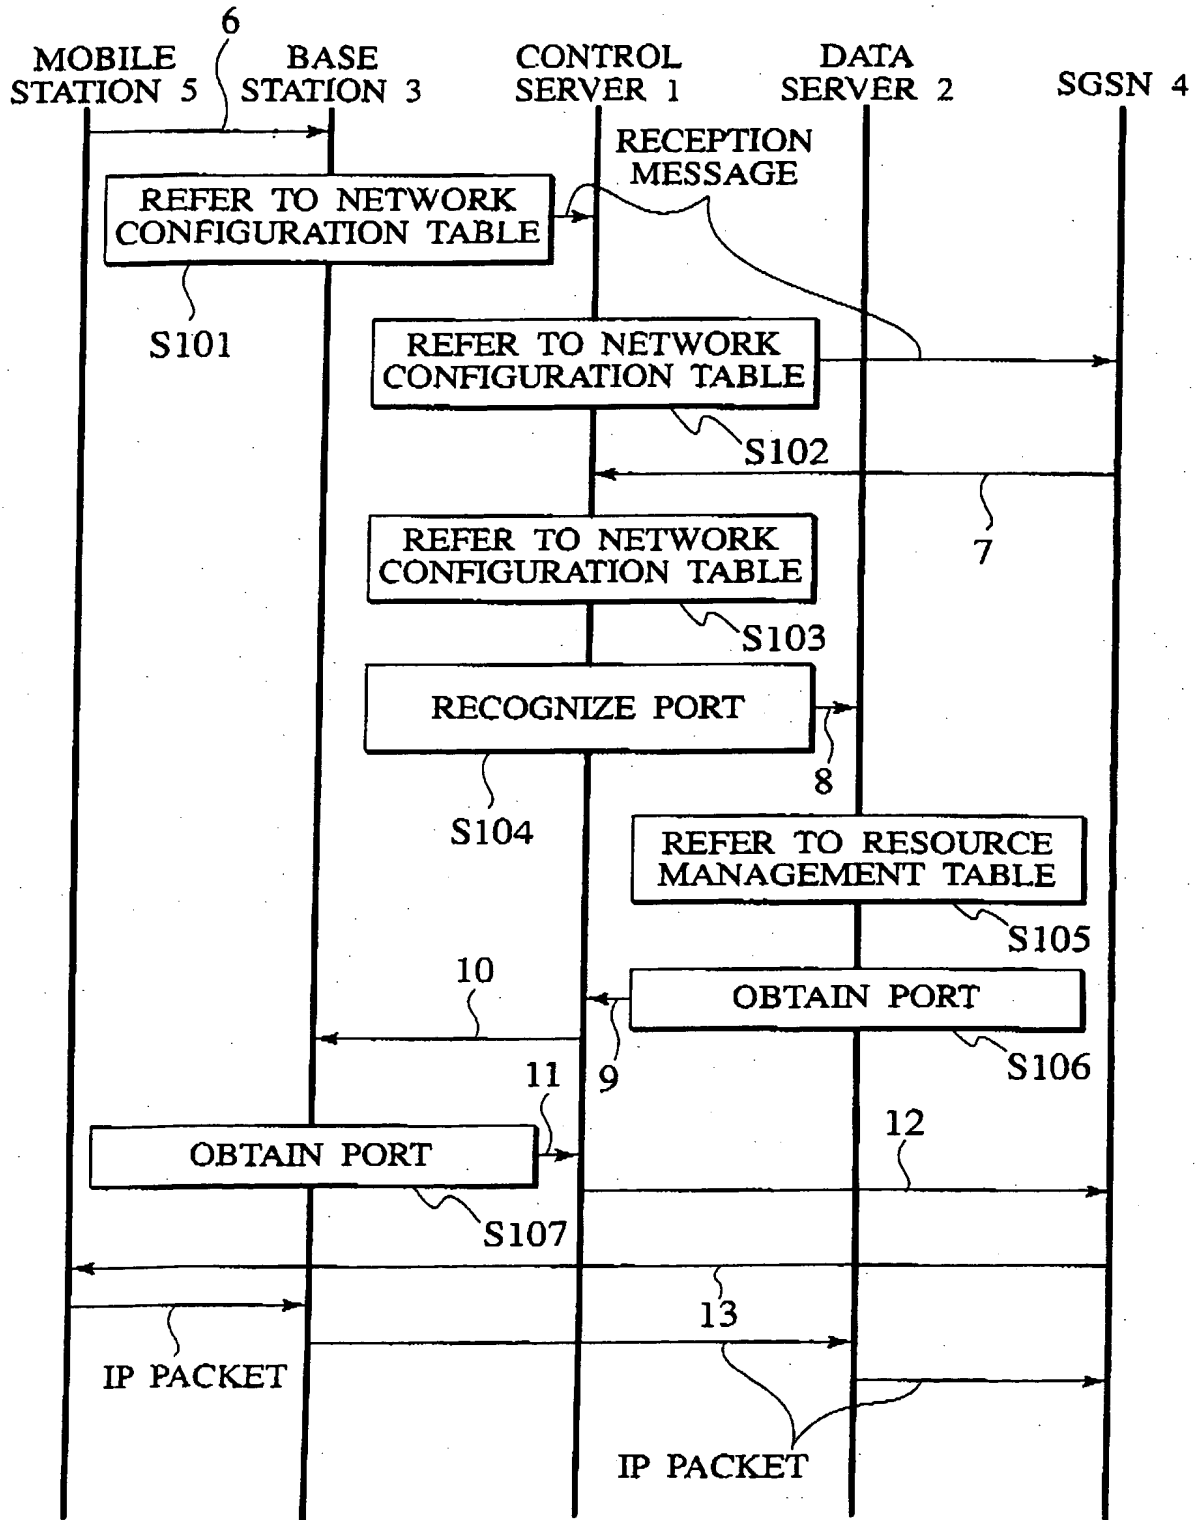 6
MOBILE
STATION 5
BASE
STATION 3
CONTROL
SERVER 1
DATA
SERVER 2
SGSN 4
RECEPTION
MESSAGE
REFER TO NETWORK
CONFIGURATION TABLE
S101
REFER TO NETWORK
CONFIGURATION TABLE
S102
7
REFER TO NETWORK
CONFIGURATION TABLE
S103
RECOGNIZE PORT
8
S104
REFER TO RESOURCE
MANAGEMENT TABLE
S105
10
OBTAIN PORT
9
S106
11
OBTAIN PORT
12
S107
13
IP PACKET
IP PACKET